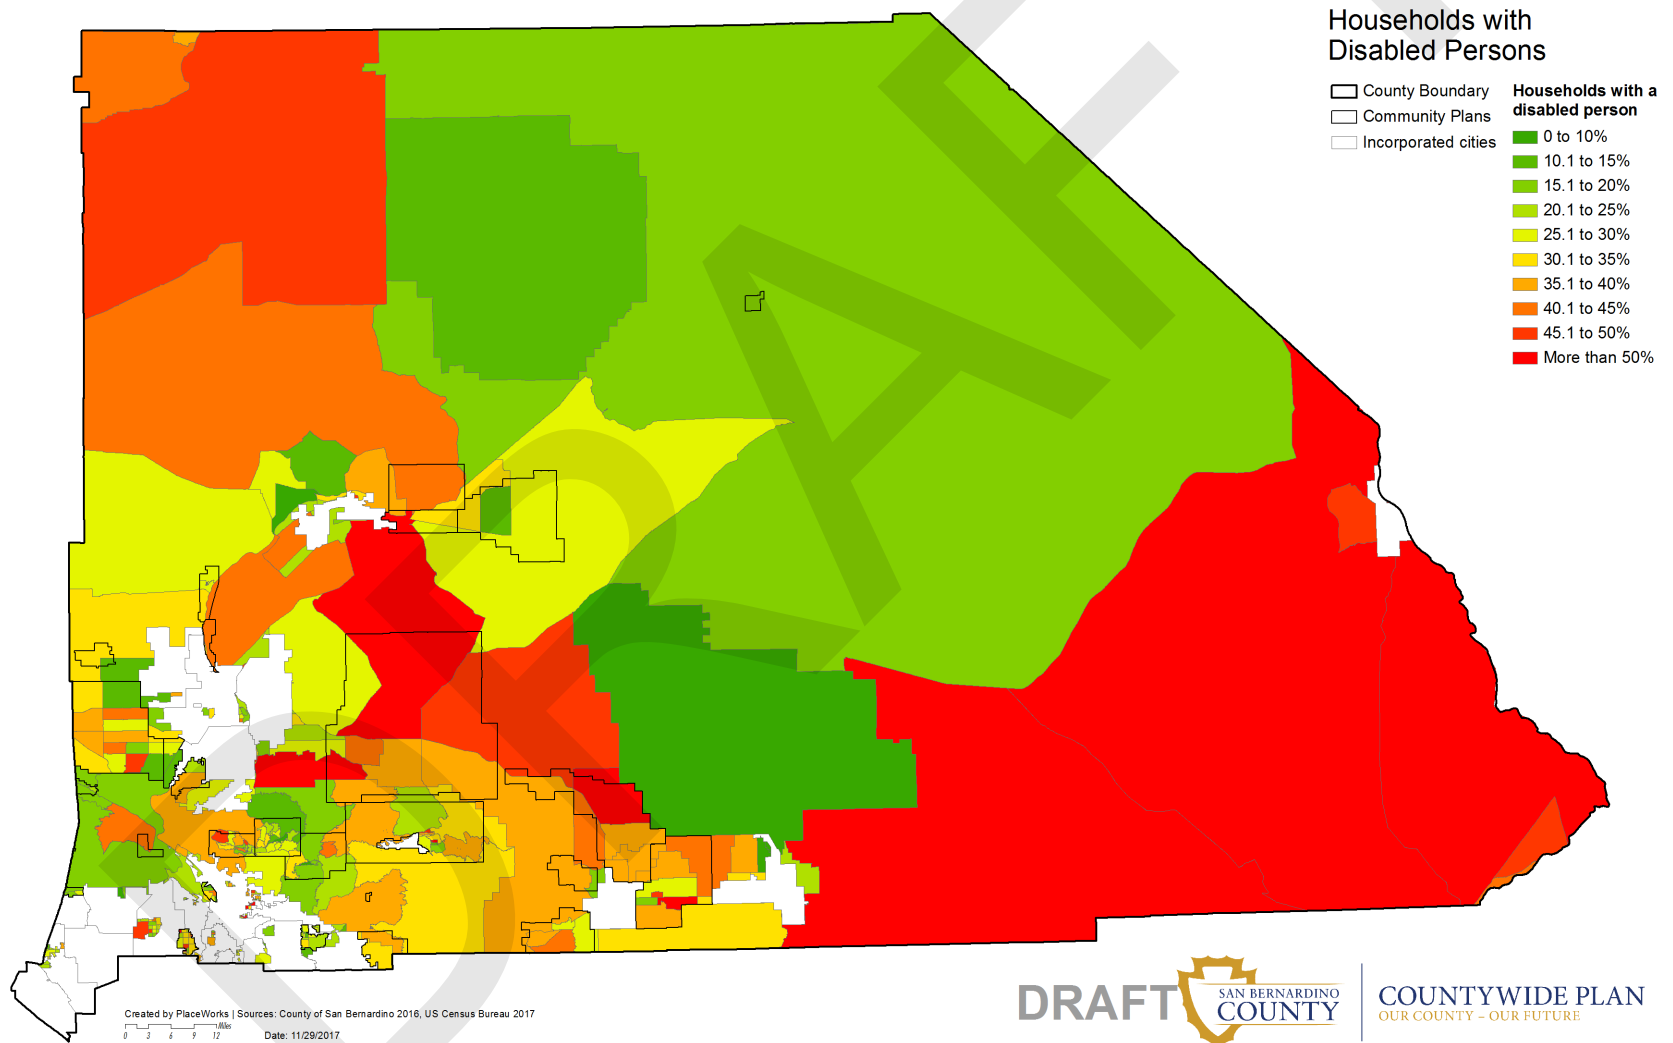 Households with
Disabled Persons
County Boundary
Community Plans
Incorporated cities
Households with a
disabled person
0 to 10%
10.1 to 15%
15.1 to 20%
20.1 to 25%
25.1 to 30%
30.1 to 35%
35.1 to 40%
40.1 to 45%
45.1 to 50%
More than 50%
DRAFT
Created by PlaceWorks | Sources: County of San Bernardino 2016, US Census Bureau 2017
Miles
0 3 6 9 12
Date: 11/29/2017
DRAFT
SAN BERNARDINO
COUNTY
COUNTYWIDE PLAN
OUR COUNTY – OUR FUTURE